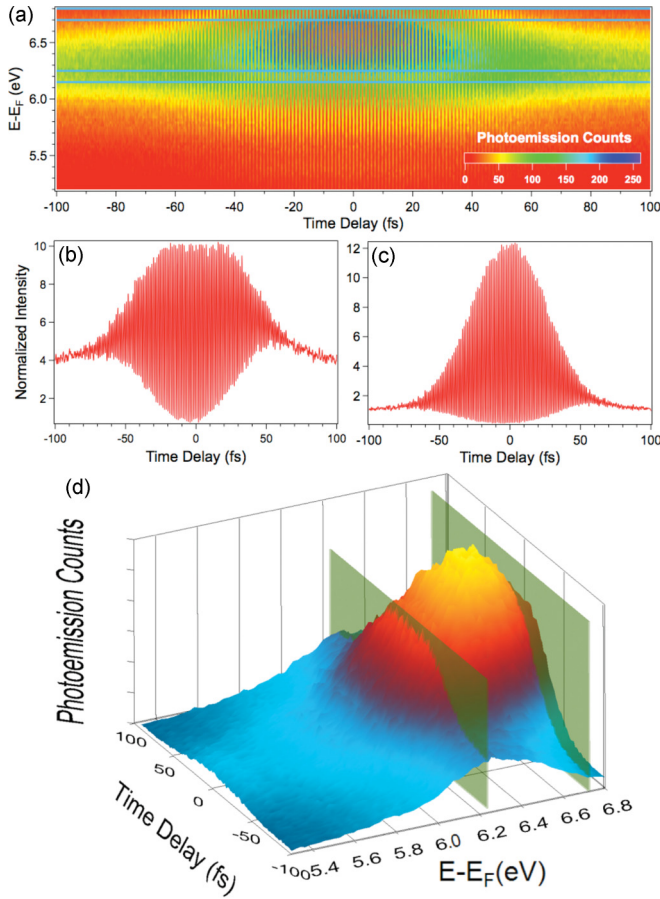 (a)
E-E_F (eV)
6.5
6.0
5.5
Photoemission Counts
0 50 100 150 200 250
-100 -80 -60 -40 -20 0 20 40 60 80 100
Time Delay (fs)
(b)
Normalized Intensity
10
8
6
4
2
-100 -50 0 50 100
Time Delay (fs)
(c)
12
10
8
6
4
2
-100 -50 0 50 100
Time Delay (fs)
(d)
Photoemission Counts
100
50
0
-50
-100
Time Delay (fs)
5.4 5.6 5.8 6.0 6.2 6.4 6.6 6.8
E-E_F(eV)